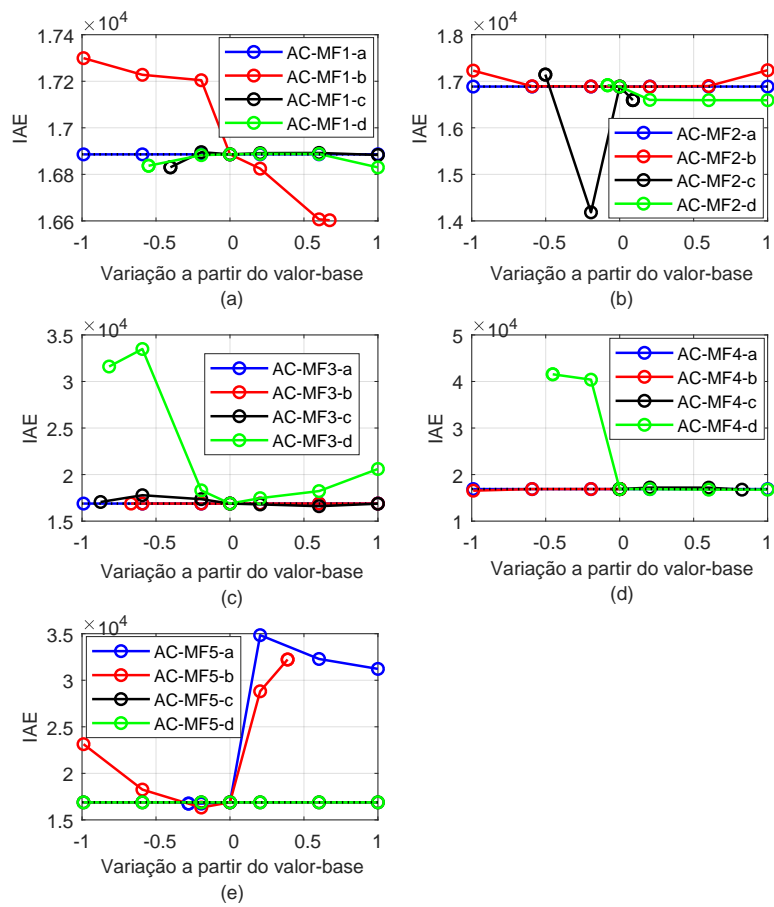 × 10^4
1.74
1.72
1.7
1.68
1.66
IAE
AC-MF1-a
AC-MF1-b
AC-MF1-c
AC-MF1-d
-1
-0.5
0
0.5
1
Variação a partir do valor-base
(a)
× 10^4
1.8
1.7
1.6
1.5
1.4
IAE
AC-MF2-a
AC-MF2-b
AC-MF2-c
AC-MF2-d
-1
-0.5
0
0.5
1
Variação a partir do valor-base
(b)
× 10^4
3.5
3
2.5
2
1.5
IAE
AC-MF3-a
AC-MF3-b
AC-MF3-c
AC-MF3-d
-1
-0.5
0
0.5
1
Variação a partir do valor-base
(c)
× 10^4
5
4
3
2
1
IAE
AC-MF4-a
AC-MF4-b
AC-MF4-c
AC-MF4-d
-1
-0.5
0
0.5
1
Variação a partir do valor-base
(d)
× 10^4
3.5
3
2.5
2
1.5
IAE
AC-MF5-a
AC-MF5-b
AC-MF5-c
AC-MF5-d
-1
-0.5
0
0.5
1
Variação a partir do valor-base
(e)